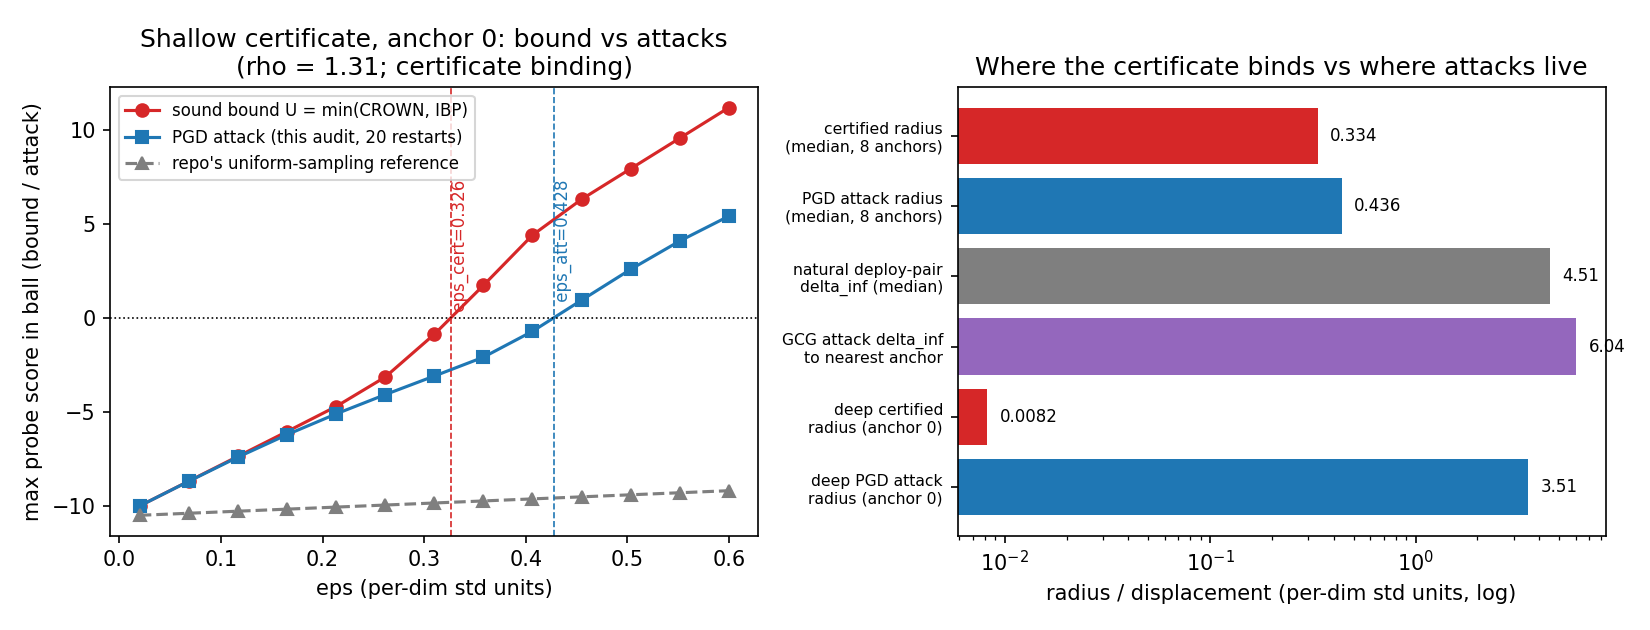 Shallow certificate, anchor 0: bound vs attacks
(rho = 1.31; certificate binding)
sound bound U = min(CROWN, IBP)
PGD attack (this audit, 20 restarts)
repo's uniform-sampling reference
eps_cert=0.326
eps_att=0.428
max probe score in ball (bound / attack)
10
5
0
−5
−10
0.0
0.1
0.2
0.3
0.4
0.5
0.6
eps (per-dim std units)
Where the certificate binds vs where attacks live
certified radius
(median, 8 anchors)
0.334
PGD attack radius
(median, 8 anchors)
0.436
natural deploy-pair
delta_inf (median)
4.51
GCG attack delta_inf
to nearest anchor
6.04
deep certified
radius (anchor 0)
0.0082
deep PGD attack
radius (anchor 0)
3.51
10⁻²
10⁻¹
10⁰
radius / displacement (per-dim std units, log)